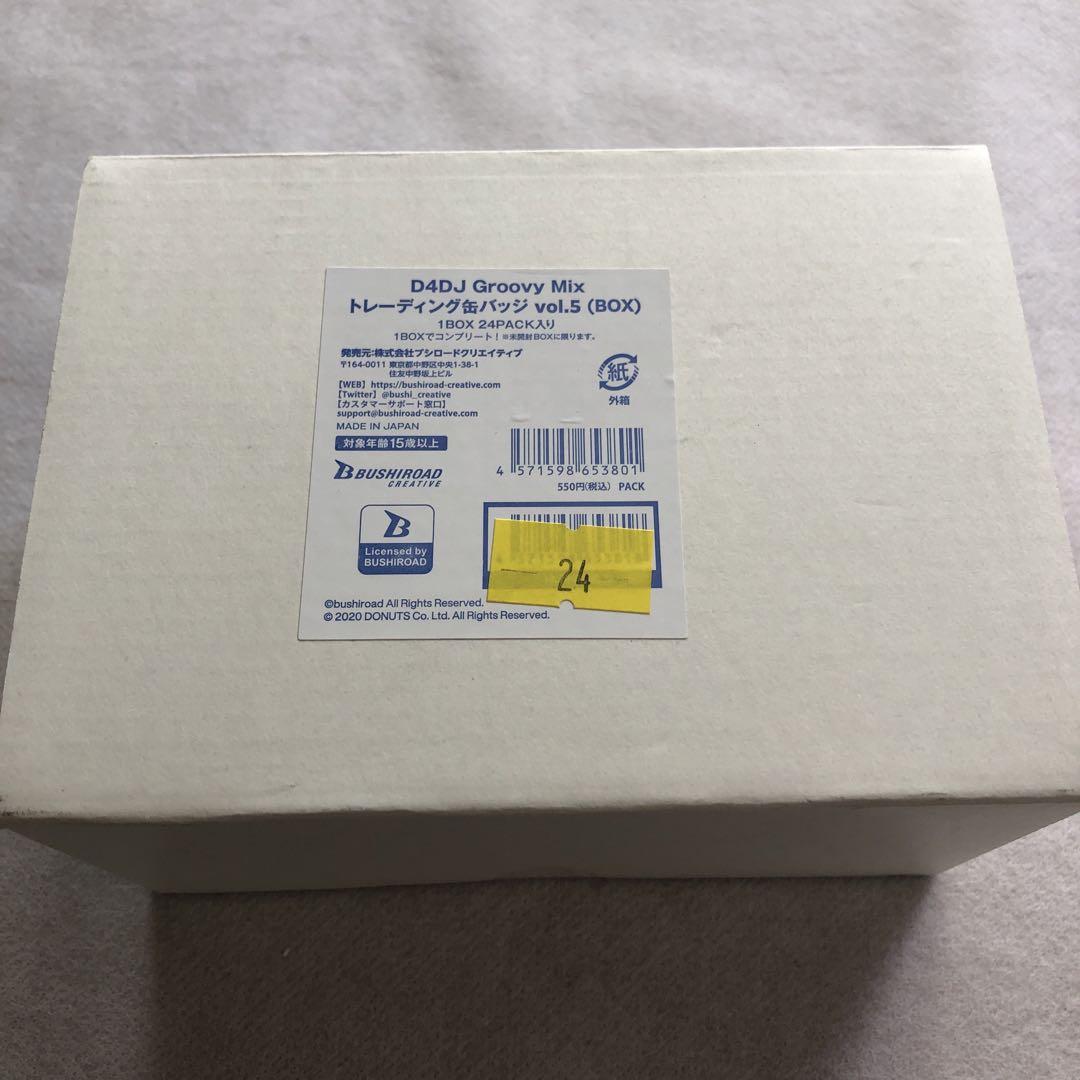 D4DJ Groovy Mix
トレーディング缶バッジ vol.5 (BOX)
1BOX 24PACK入り
1BOXでコンプリート！※未開封BOXに限ります。
発売元:株式会社ブシロードクリエイティブ
〒164-0011 東京都中野区中央1-38-1
住友中野坂上ビル
【WEB】https://bushiroad-creative.com
【Twitter】@bushi_creative
【カスタマーサポート窓口】
support@bushiroad-creative.com
MADE IN JAPAN
対象年齢15歳以上
紙
外箱
BUSHIROAD
CREATIVE
4 571598 653801
550円(税込) PACK
B
Licensed by
BUSHIROAD
24
©bushiroad All Rights Reserved.
© 2020 DONUTS Co. Ltd. All Rights Reserved.